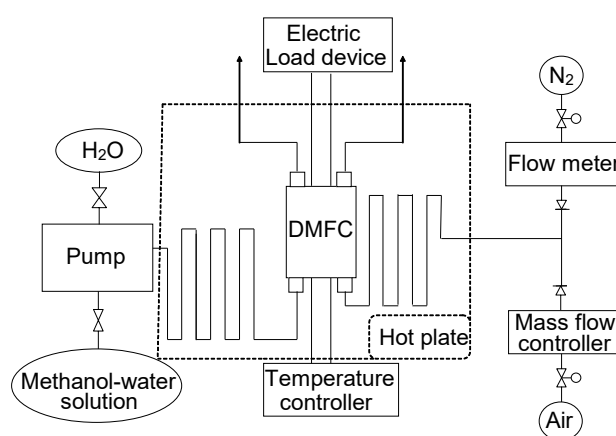 Electric
Load device
N₂
H₂O
Flow meter
DMFC
Pump
Hot plate
Mass flow
controller
Methanol-water
solution
Temperature
controller
Air